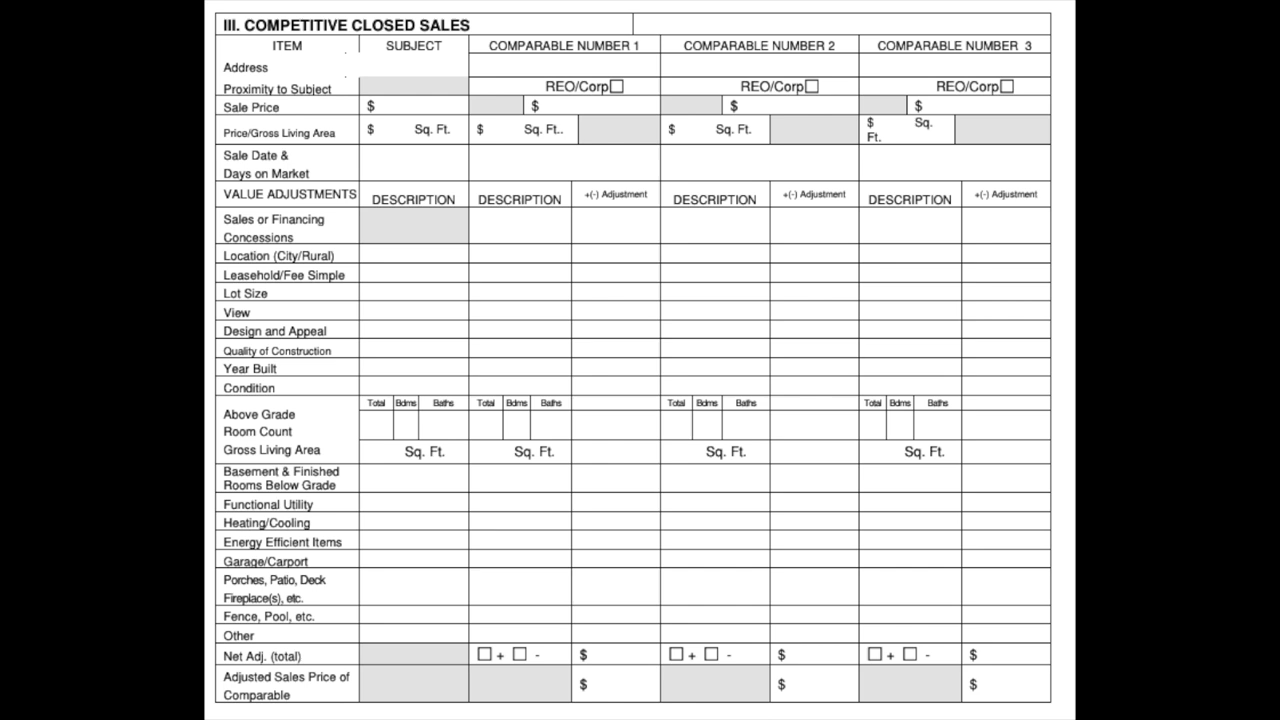 III. COMPETITIVE CLOSED SALES
ITEM SUBJECT COMPARABLE NUMBER 1 COMPARABLE NUMBER 2 COMPARABLE NUMBER 3
Address
Proximity to Subject REO/Corp REO/Corp REO/Corp
Sale Price $ $ $ $
Price/Gross Living Area $ Sq. Ft. $ Sq. Ft.. $ Sq. Ft. $ Sq.
Ft.
Sale Date &
Days on Market
VALUE ADJUSTMENTS DESCRIPTION DESCRIPTION +(-) Adjustment DESCRIPTION +(-) Adjustment DESCRIPTION +(-) Adjustment
Sales or Financing
Concessions
Location (City/Rural)
Leasehold/Fee Simple
Lot Size
View
Design and Appeal
Quality of Construction
Year Built
Condition
Total Bdms Baths Total Bdms Baths Total Bdms Baths Total Bdms Baths
Above Grade
Room Count
Gross Living Area Sq. Ft. Sq. Ft. Sq. Ft. Sq. Ft.
Basement & Finished
Rooms Below Grade
Functional Utility
Heating/Cooling
Energy Efficient Items
Garage/Carport
Porches, Patio, Deck
Fireplace(s), etc.
Fence, Pool, etc.
Other
Net Adj. (total) + - $ + - $ + - $
Adjusted Sales Price of
Comparable $ $ $